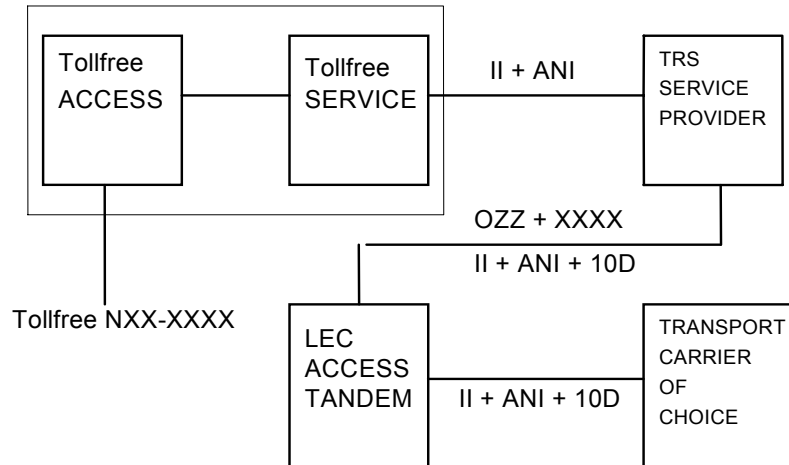 Tollfree
ACCESS
Tollfree
SERVICE
II + ANI
TRS
SERVICE
PROVIDER
OZZ + XXXX
II + ANI + 10D
Tollfree NXX-XXXX
LEC
ACCESS
TANDEM
II + ANI + 10D
TRANSPORT
CARRIER
OF
CHOICE